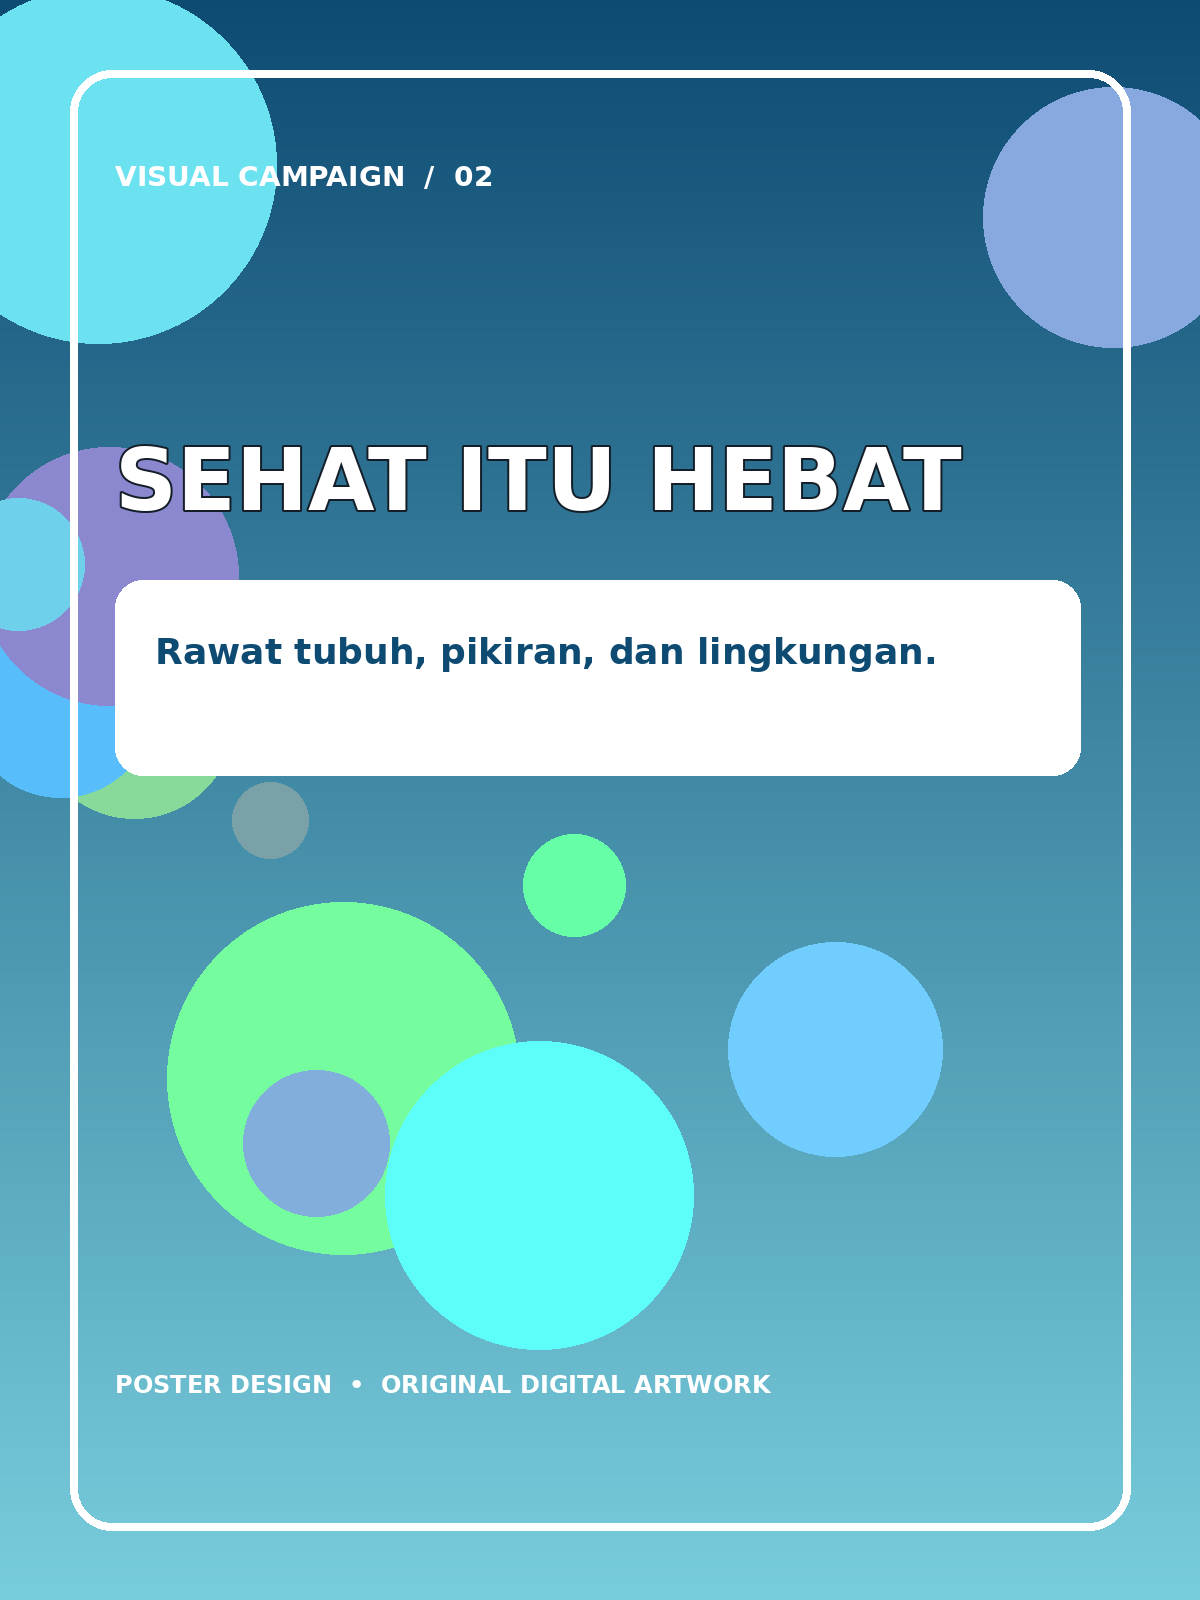 VISUAL CAMPAIGN / 02
SEHAT ITU HEBAT
Rawat tubuh, pikiran, dan lingkungan.
POSTER DESIGN • ORIGINAL DIGITAL ARTWORK